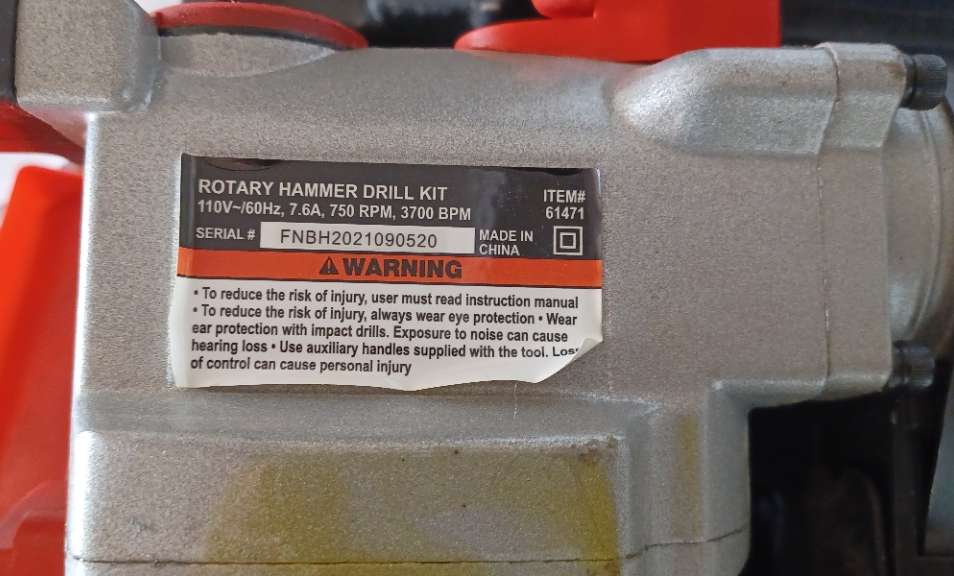 ROTARY HAMMER DRILL KIT
110V~/60Hz, 7.6A, 750 RPM, 3700 BPM
ITEM#
61471
SERIAL # FNBH2021090520
MADE IN
CHINA
WARNING
• To reduce the risk of injury, user must read instruction manual
• To reduce the risk of injury, always wear eye protection • Wear
ear protection with impact drills. Exposure to noise can cause
hearing loss • Use auxiliary handles supplied with the tool. Loss
of control can cause personal injury